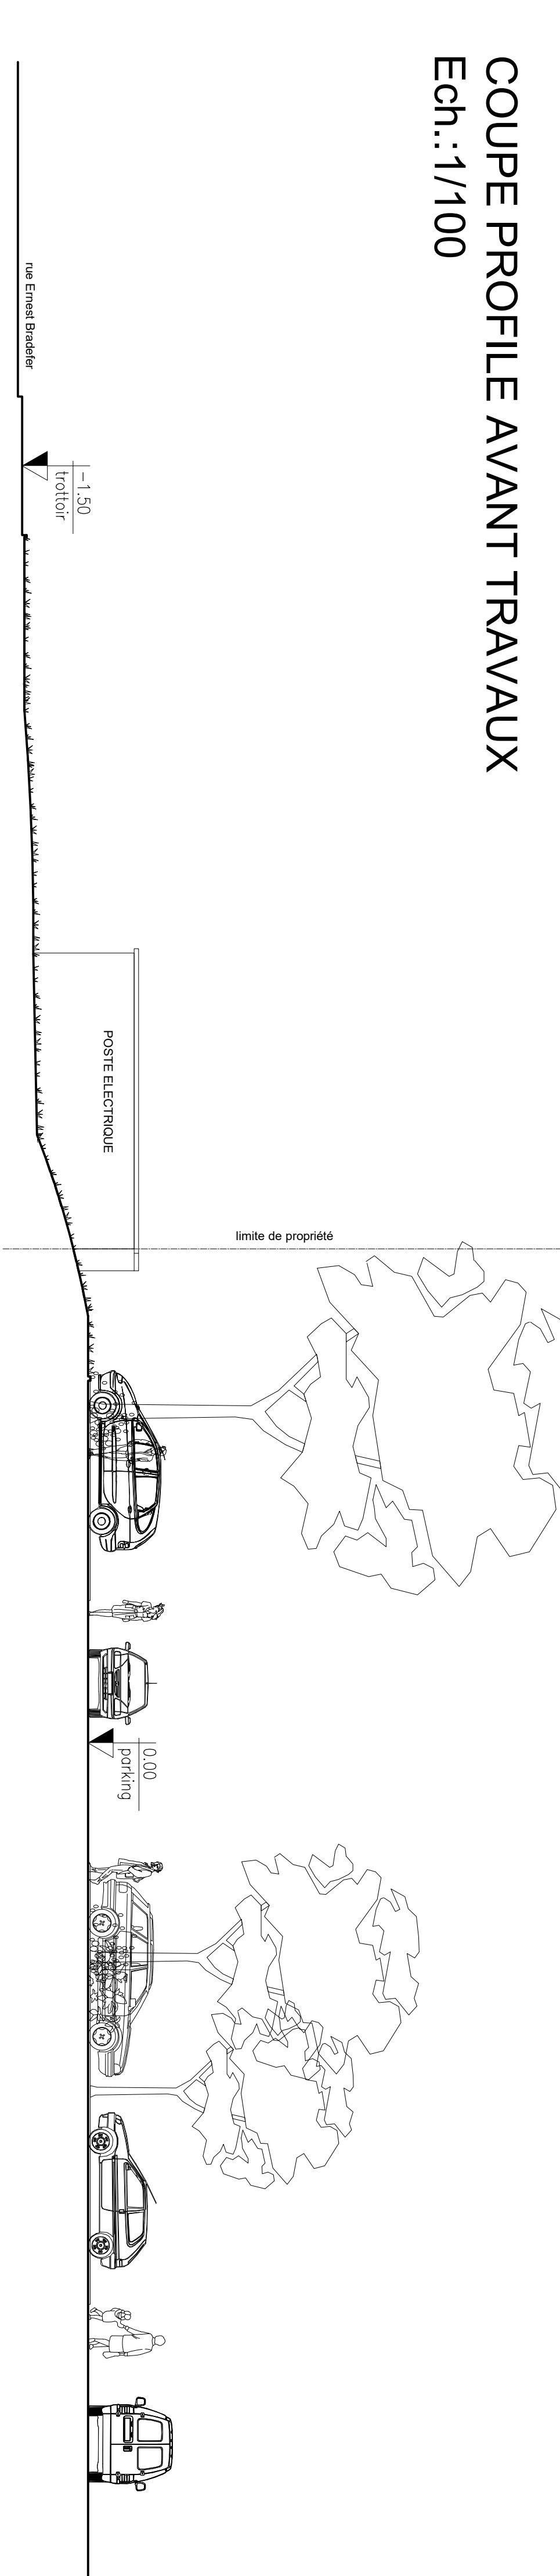 COUPE PROFILE AVANT TRAVAUX
Ech.:1/100
rue Ernest Bradefer
-1.50
trottoir
POSTE ELECTRIQUE
limite de propriété
0.00
parking